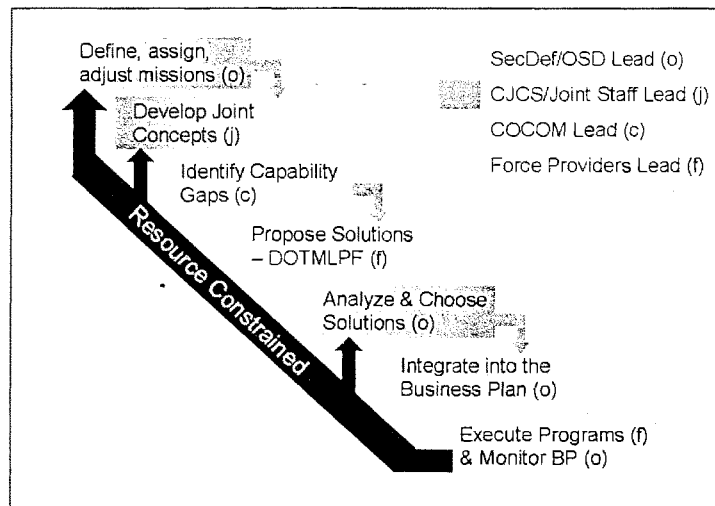 Define, assign,
adjust missions (o)
Develop Joint
Concepts (j)
Identify Capability
Gaps (c)
Propose Solutions
– DOTMLPF (f)
Analyze & Choose
Solutions (o)
Integrate into the
Business Plan (o)
Execute Programs (f)
& Monitor BP (o)
Resource Constrained
SecDef/OSD Lead (o)
CJCS/Joint Staff Lead (j)
COCOM Lead (c)
Force Providers Lead (f)